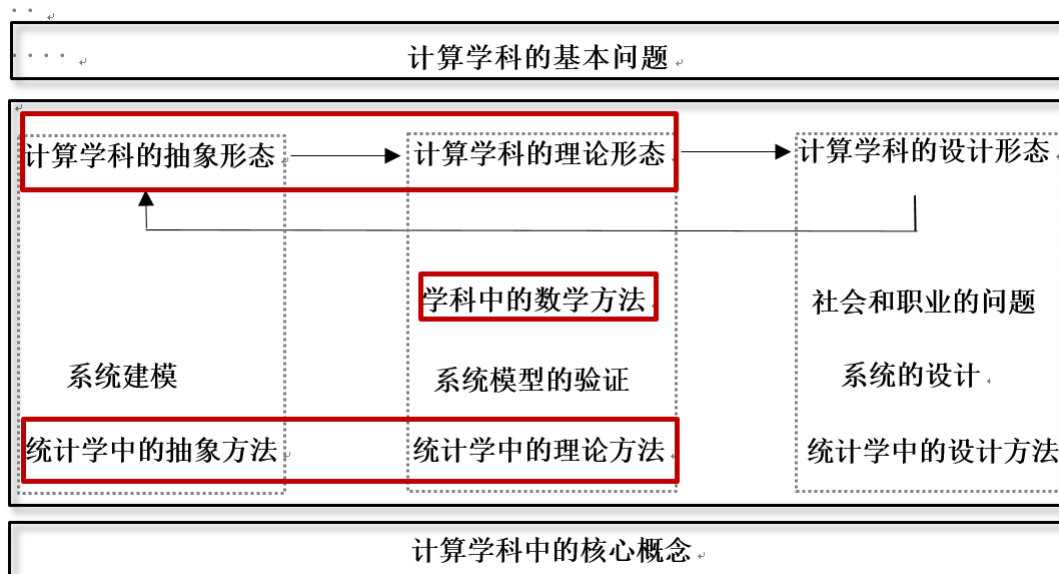 计算学科的基本问题
计算学科的抽象形态
计算学科的理论形态
计算学科的设计形态
学科中的数学方法
社会和职业的问题
系统建模
系统模型的验证
系统的设计
统计学中的抽象方法
统计学中的理论方法
统计学中的设计方法
计算学科中的核心概念